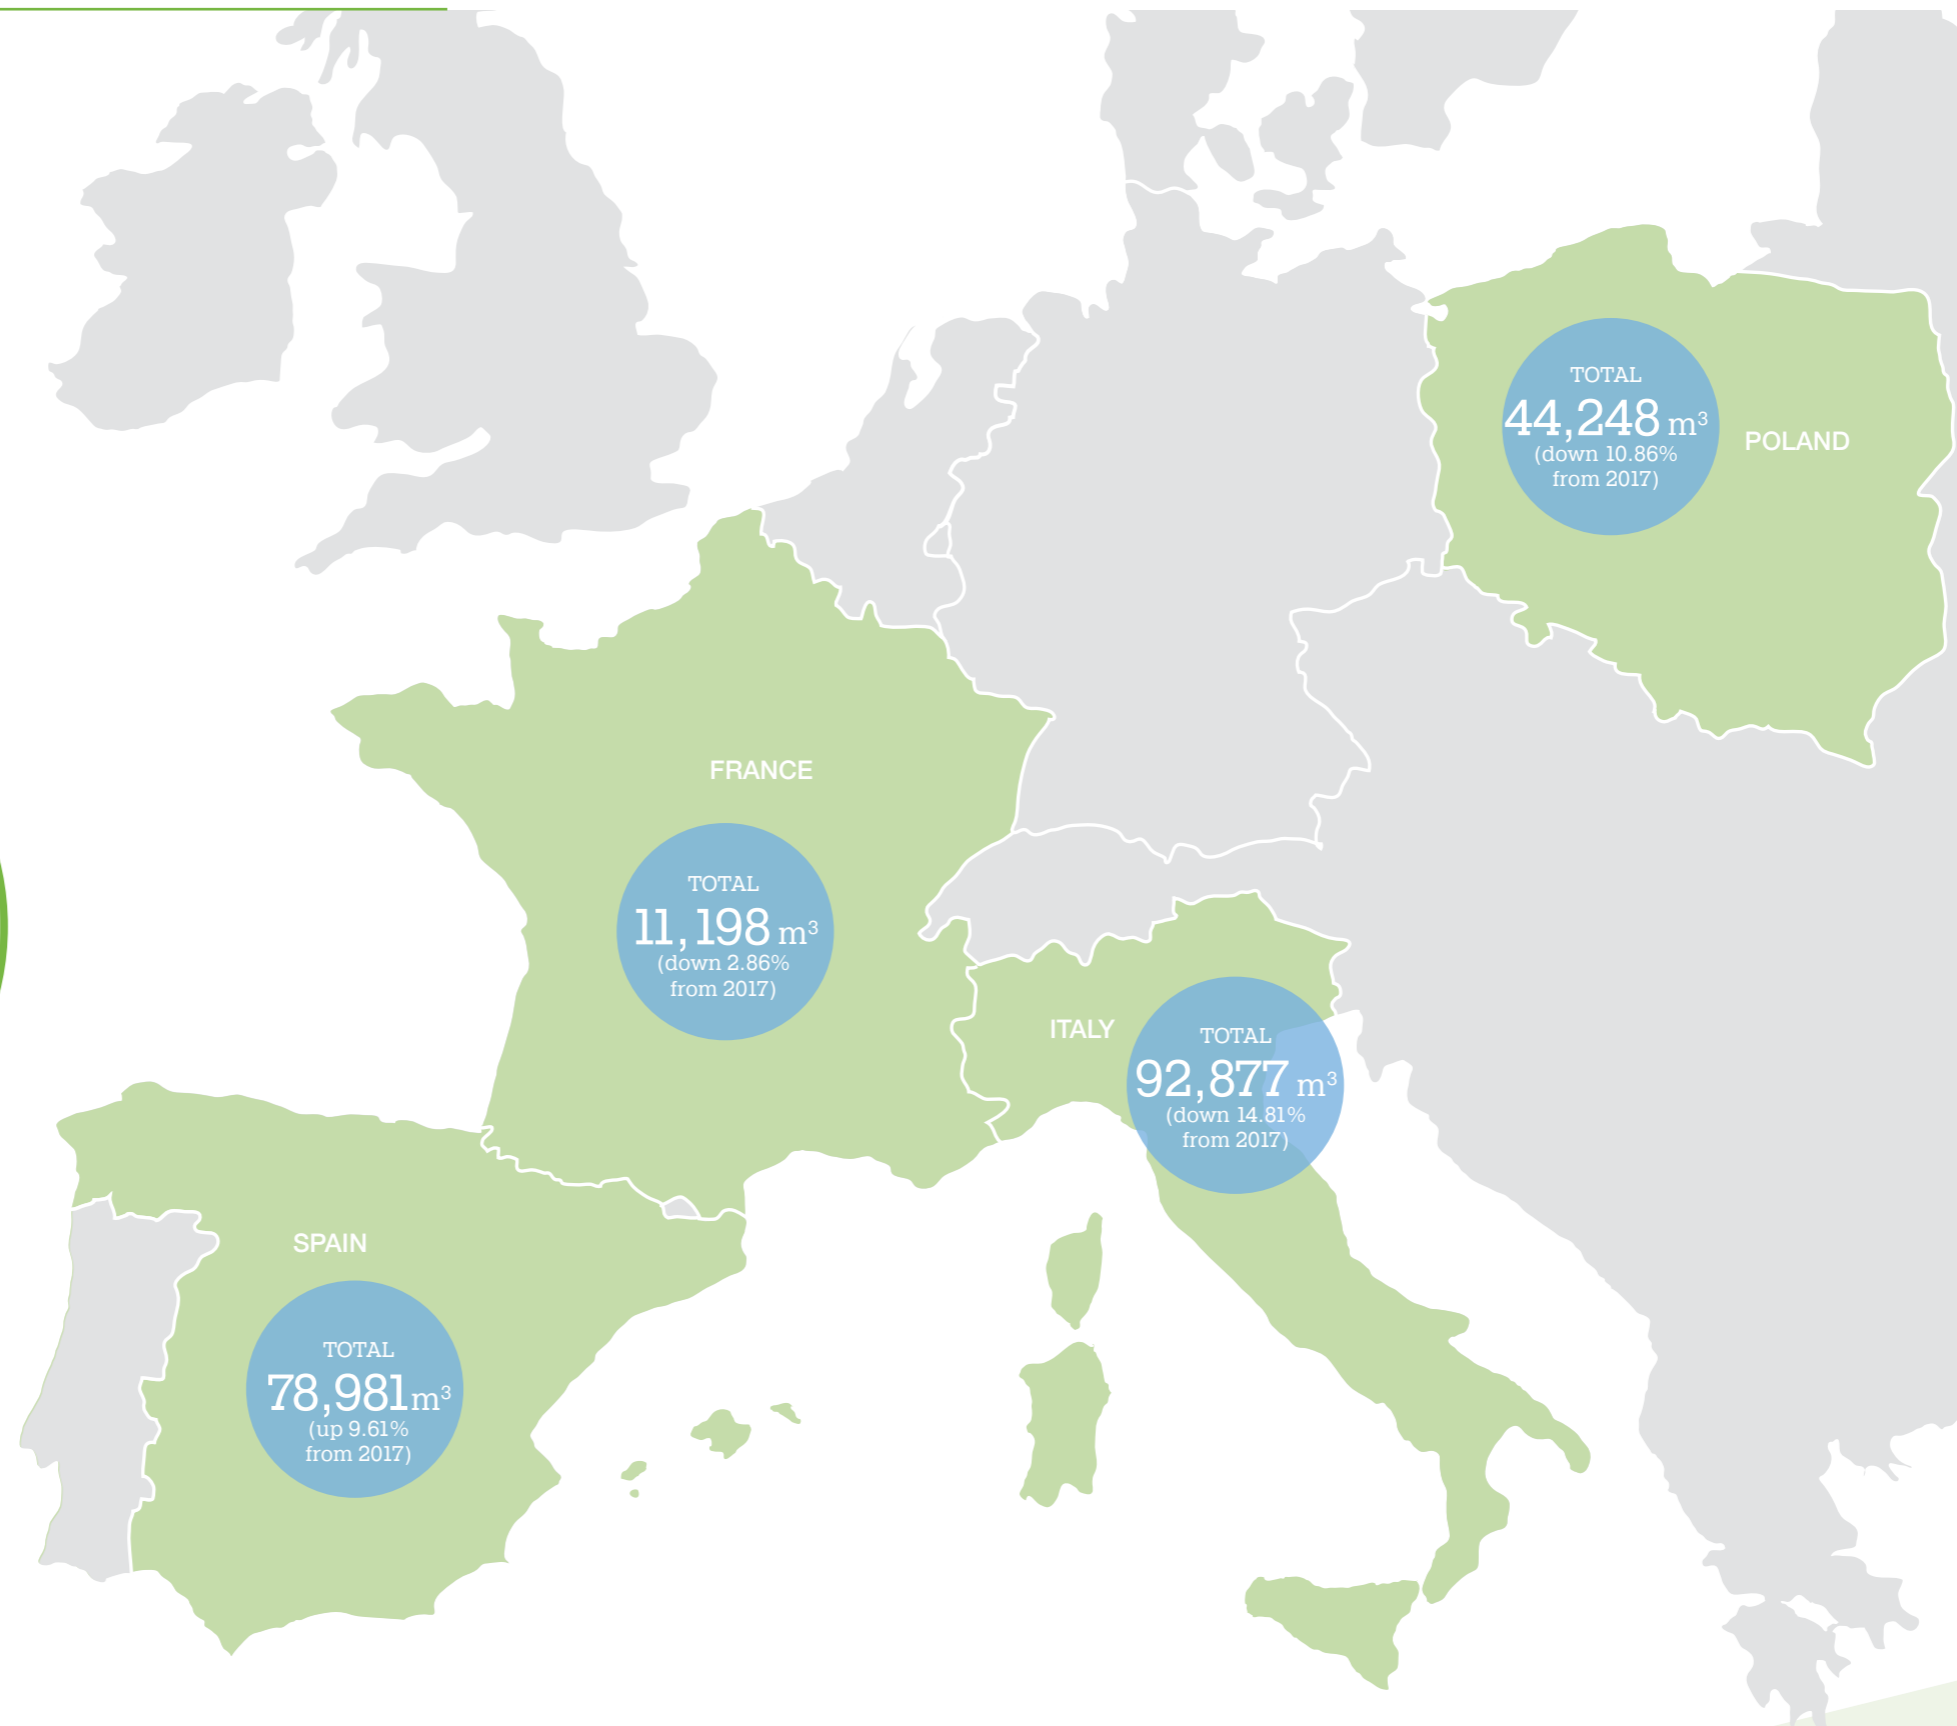 TOTAL
44,248 m³
(down 10.86%
from 2017)
POLAND
FRANCE
TOTAL
11,198 m³
(down 2.86%
from 2017)
ITALY
TOTAL
92,877 m³
(down 14.81%
from 2017)
SPAIN
TOTAL
78,981 m³
(up 9.61%
from 2017)